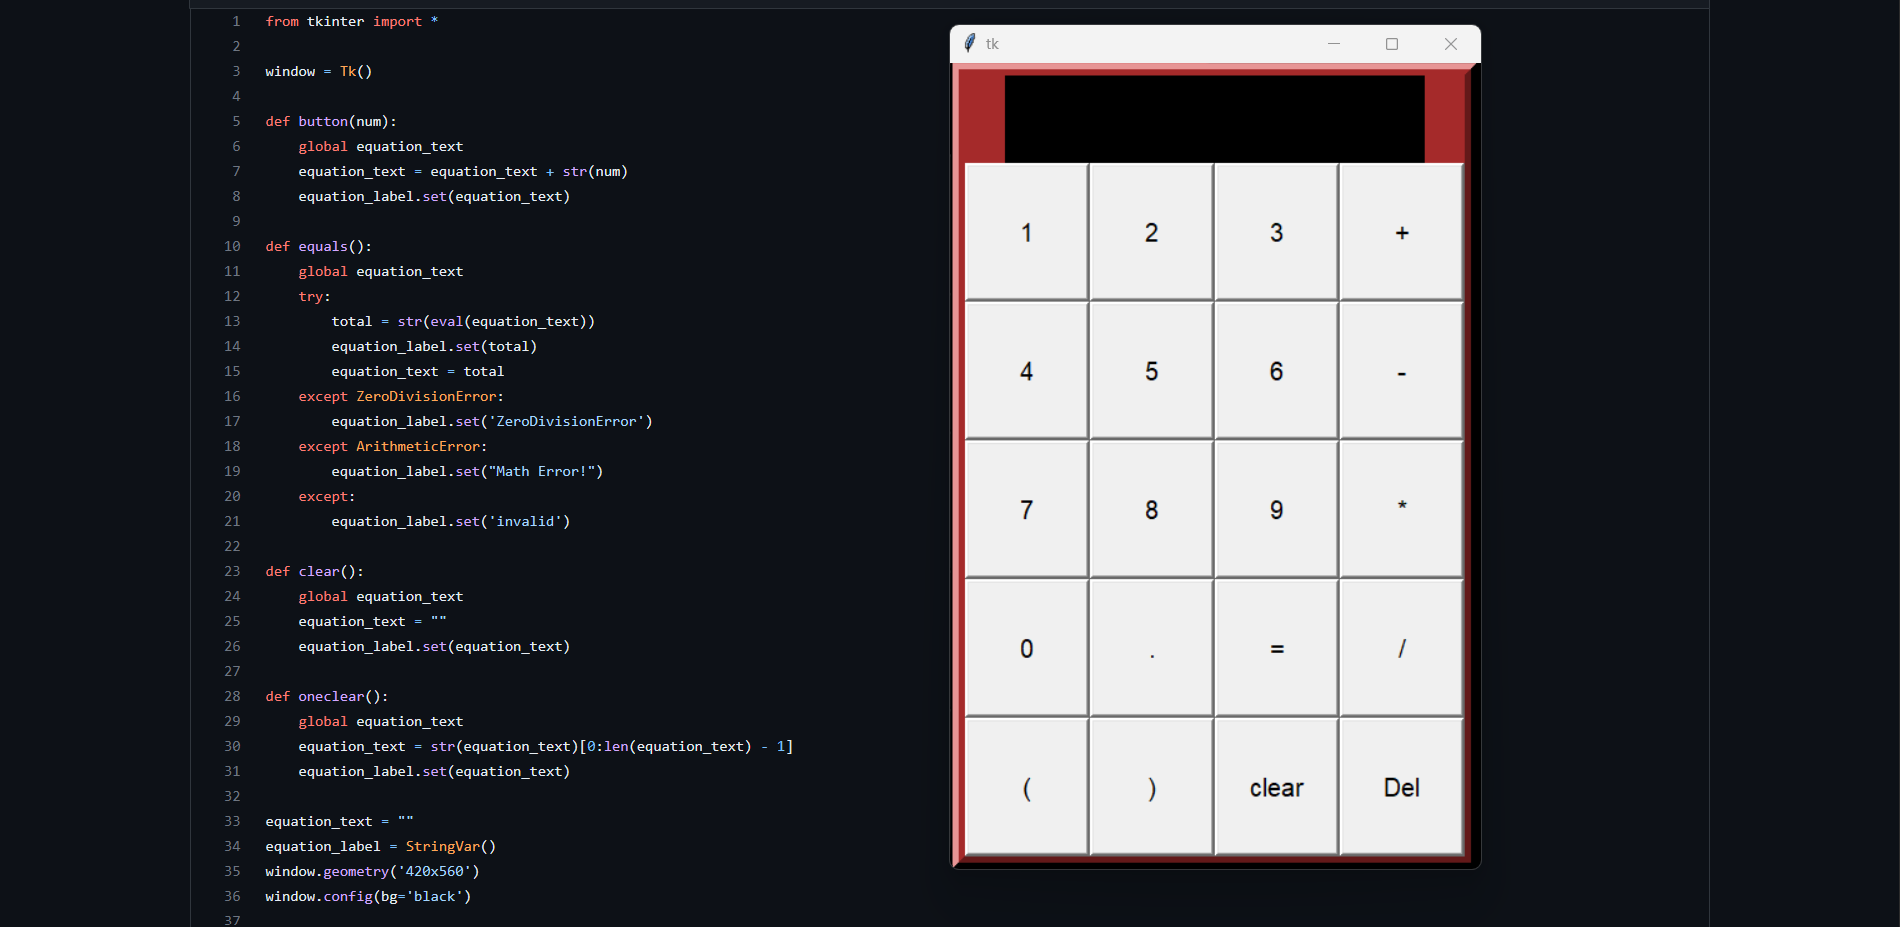 1 from tkinter import *
2
3 window = Tk()
4
5 def button(num):
6     global equation_text
7     equation_text = equation_text + str(num)
8     equation_label.set(equation_text)
9
10 def equals():
11     global equation_text
12     try:
13         total = str(eval(equation_text))
14         equation_label.set(total)
15         equation_text = total
16     except ZeroDivisionError:
17         equation_label.set('ZeroDivisionError')
18     except ArithmeticError:
19         equation_label.set("Math Error!")
20     except:
21         equation_label.set('invalid')
22
23 def clear():
24     global equation_text
25     equation_text = ""
26     equation_label.set(equation_text)
27
28 def oneclear():
29     global equation_text
30     equation_text = str(equation_text)[0:len(equation_text) - 1]
31     equation_label.set(equation_text)
32
33 equation_text = ""
34 equation_label = StringVar()
35 window.geometry('420x560')
36 window.config(bg='black')
37
tk
1 2 3 +
4 5 6 -
7 8 9 *
0 . = /
( ) clear Del